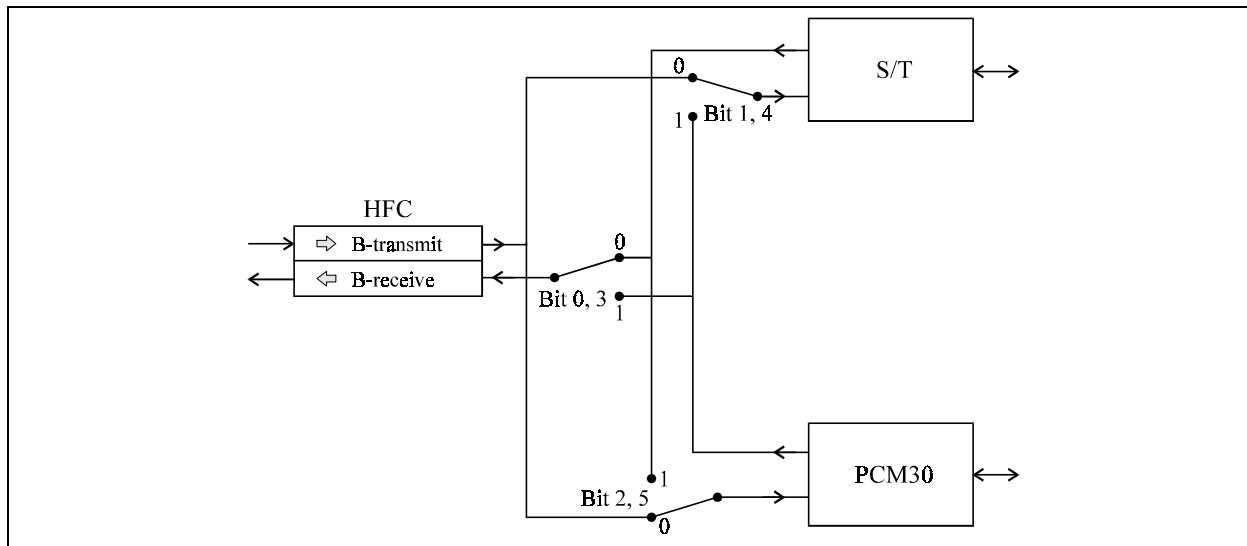 S/T
0
Bit 1, 4
1
HFC
B-transmit
B-receive
0
Bit 0, 3
1
1
Bit 2, 5
0
PCM30